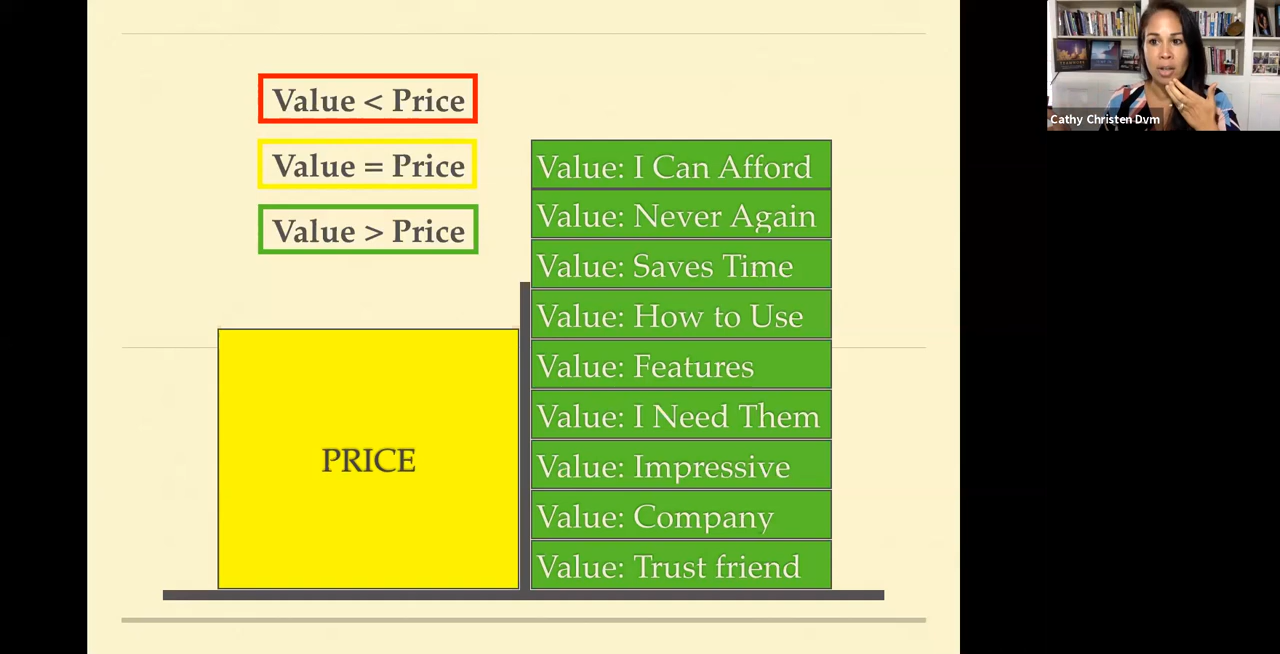 Value < Price
Value = Price
Value > Price
PRICE
Value: I Can Afford
Value: Never Again
Value: Saves Time
Value: How to Use
Value: Features
Value: I Need Them
Value: Impressive
Value: Company
Value: Trust friend
TEAMWORK
Cathy Christen Dvm